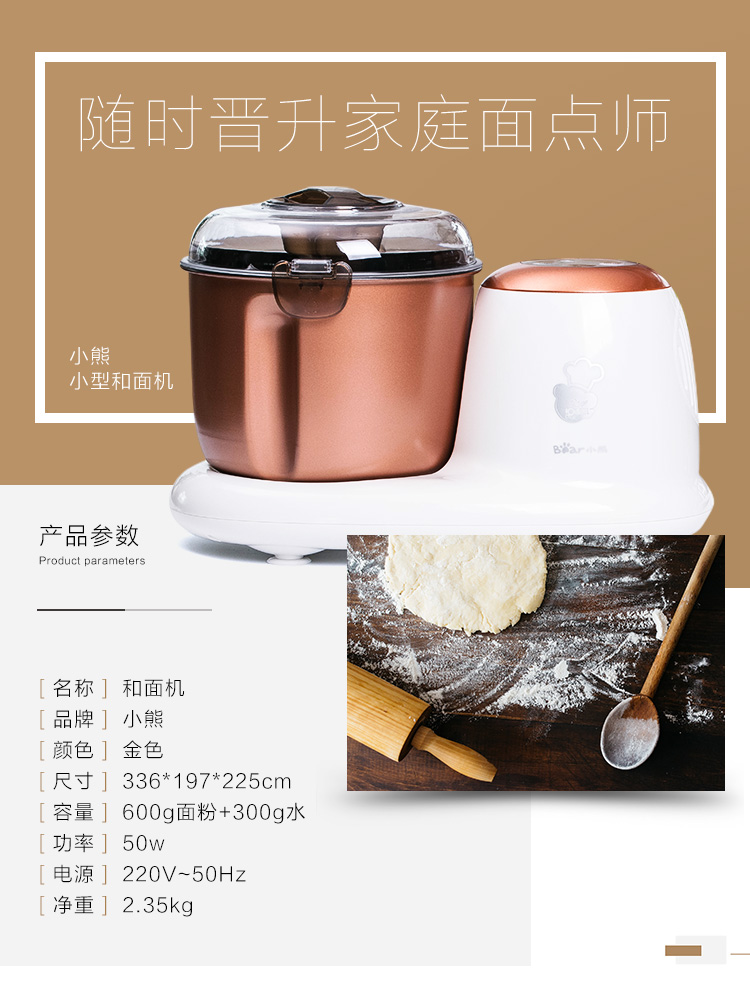 随时晋升家庭面点师
小熊
小型和面机
Bear小熊
产品参数
Product parameters
[ 名称 ] 和面机
[ 品牌 ] 小熊
[ 颜色 ] 金色
[ 尺寸 ] 336*197*225cm
[ 容量 ] 600g面粉+300g水
[ 功率 ] 50w
[ 电源 ] 220V~50Hz
[ 净重 ] 2.35kg